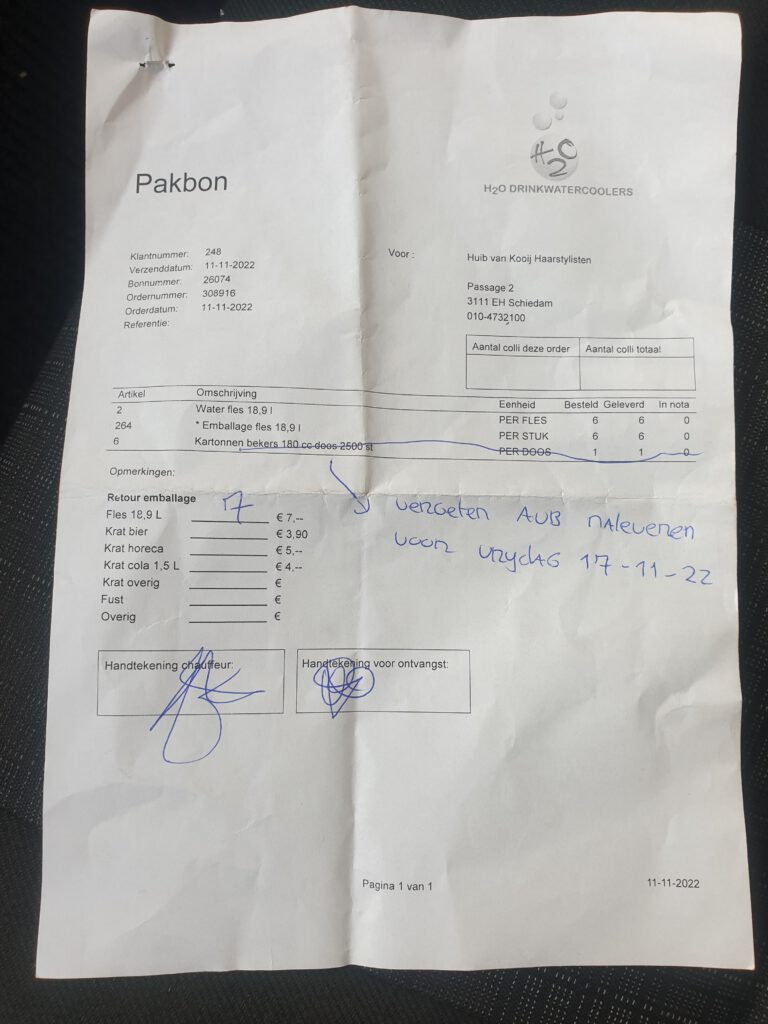 H2O
H2O DRINKWATERCOOLERS
Pakbon
Klantnummer: 248
Verzenddatum: 11-11-2022
Bonnummer: 26074
Ordernummer: 308916
Orderdatum: 11-11-2022
Referentie:
Voor : Huib van Kooij Haarstylisten
Passage 2
3111 EH Schiedam
010-4732100
Aantal colli deze order Aantal colli totaal
Artikel Omschrijving Eenheid Besteld Geleverd In nota
2 Water fles 18,9 l PER FLES 6 6 0
264 * Emballage fles 18,9 l PER STUK 6 6 0
6 Kartonnen bekers 180 cc doos 2500 st PER DOOS 1 1 0
Opmerkingen:
Retour emballage
Fles 18,9 L 17 € 7,--
Krat bier € 3,90
Krat horeca € 5,--
Krat cola 1,5 L € 4,--
Krat overig €
Fust €
Overig €
vergeten AUB naleveren
voor vrydag 17-11-22
Handtekening chauffeur: Handtekening voor ontvangst:
Pagina 1 van 1 11-11-2022